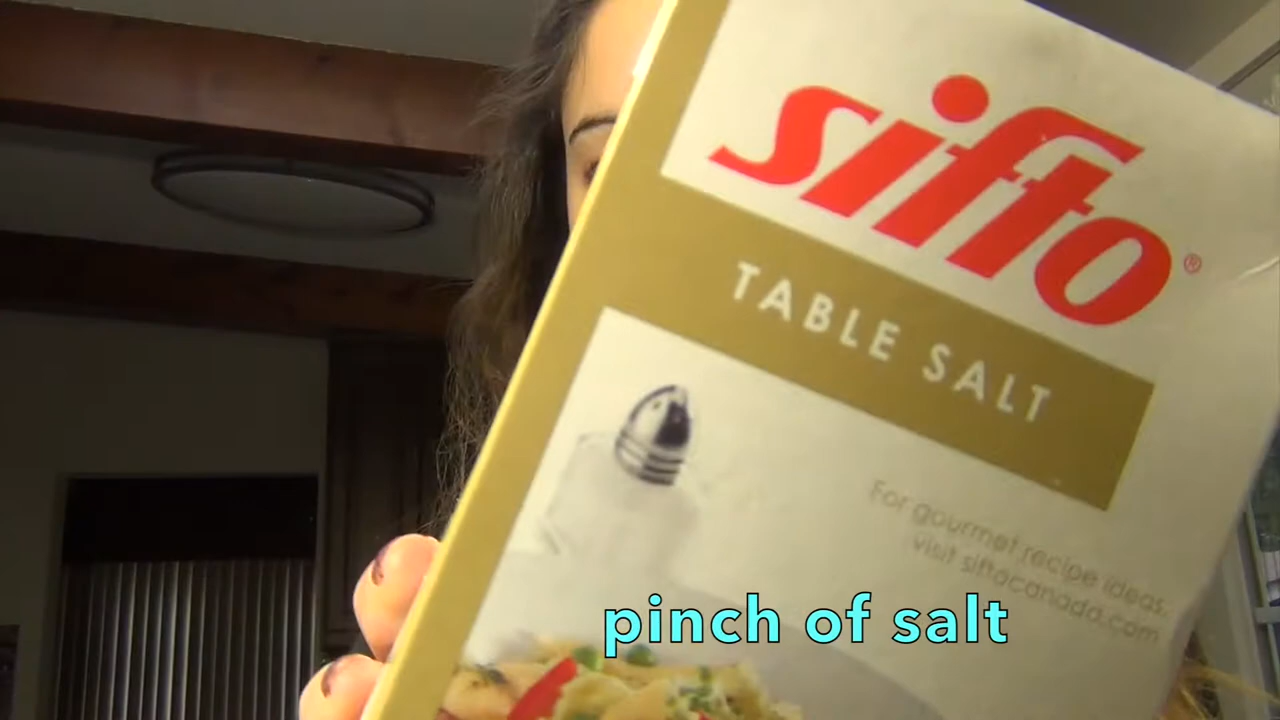 sifto®
TABLE SALT
For gourmet recipe ideas:
visit siftocanada.com
pinch of salt